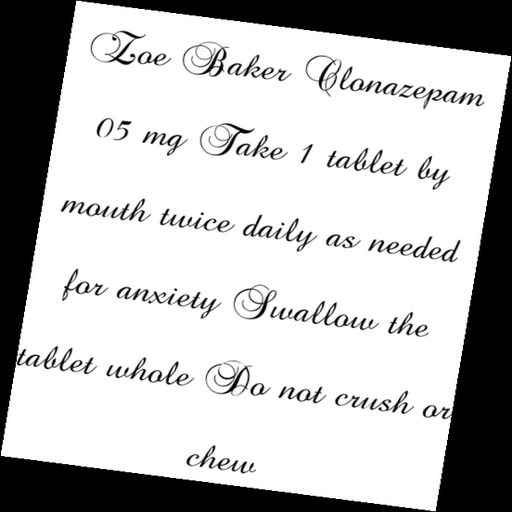 Zoe Baker Clonazepam
05 mg Take 1 tablet by
mouth twice daily as needed
for anxiety Swallow the
tablet whole Do not crush or
chew